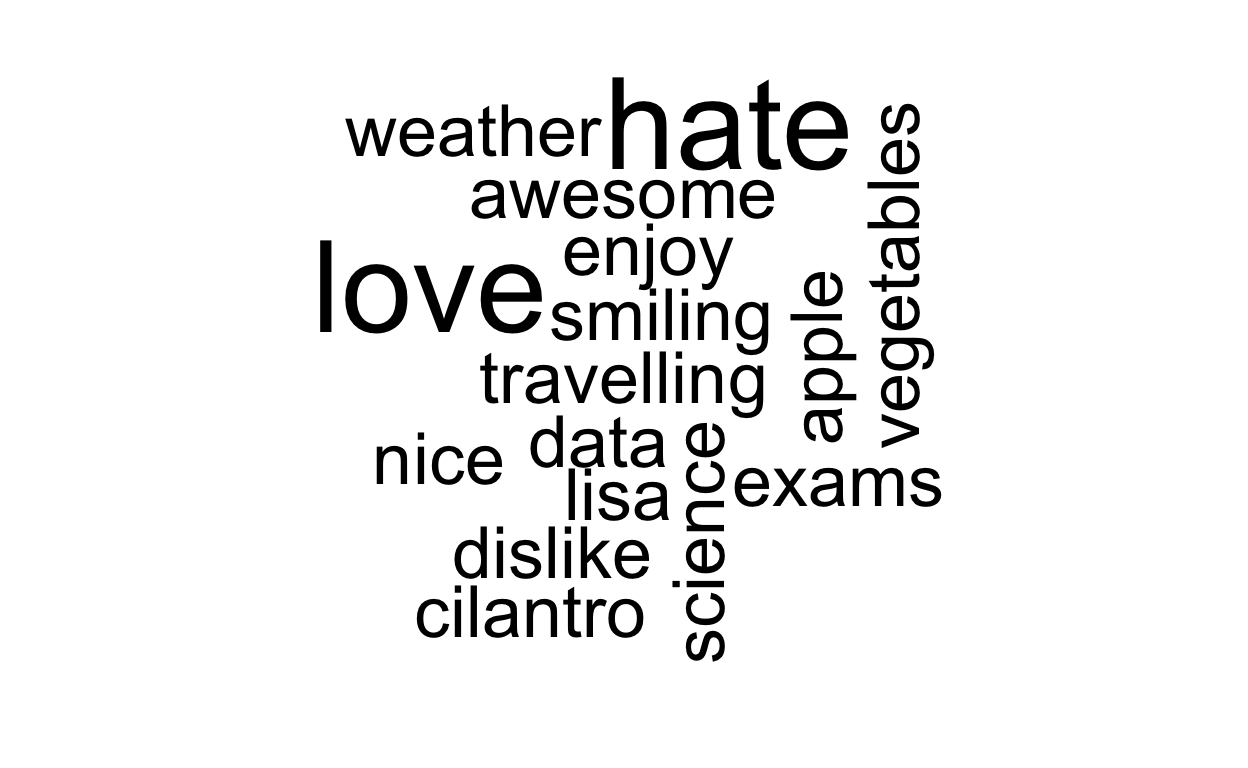 weather
hate
awesome
vegetables
enjoy
love
smiling
apple
travelling
data
nice
science
exams
lisa
dislike
cilantro